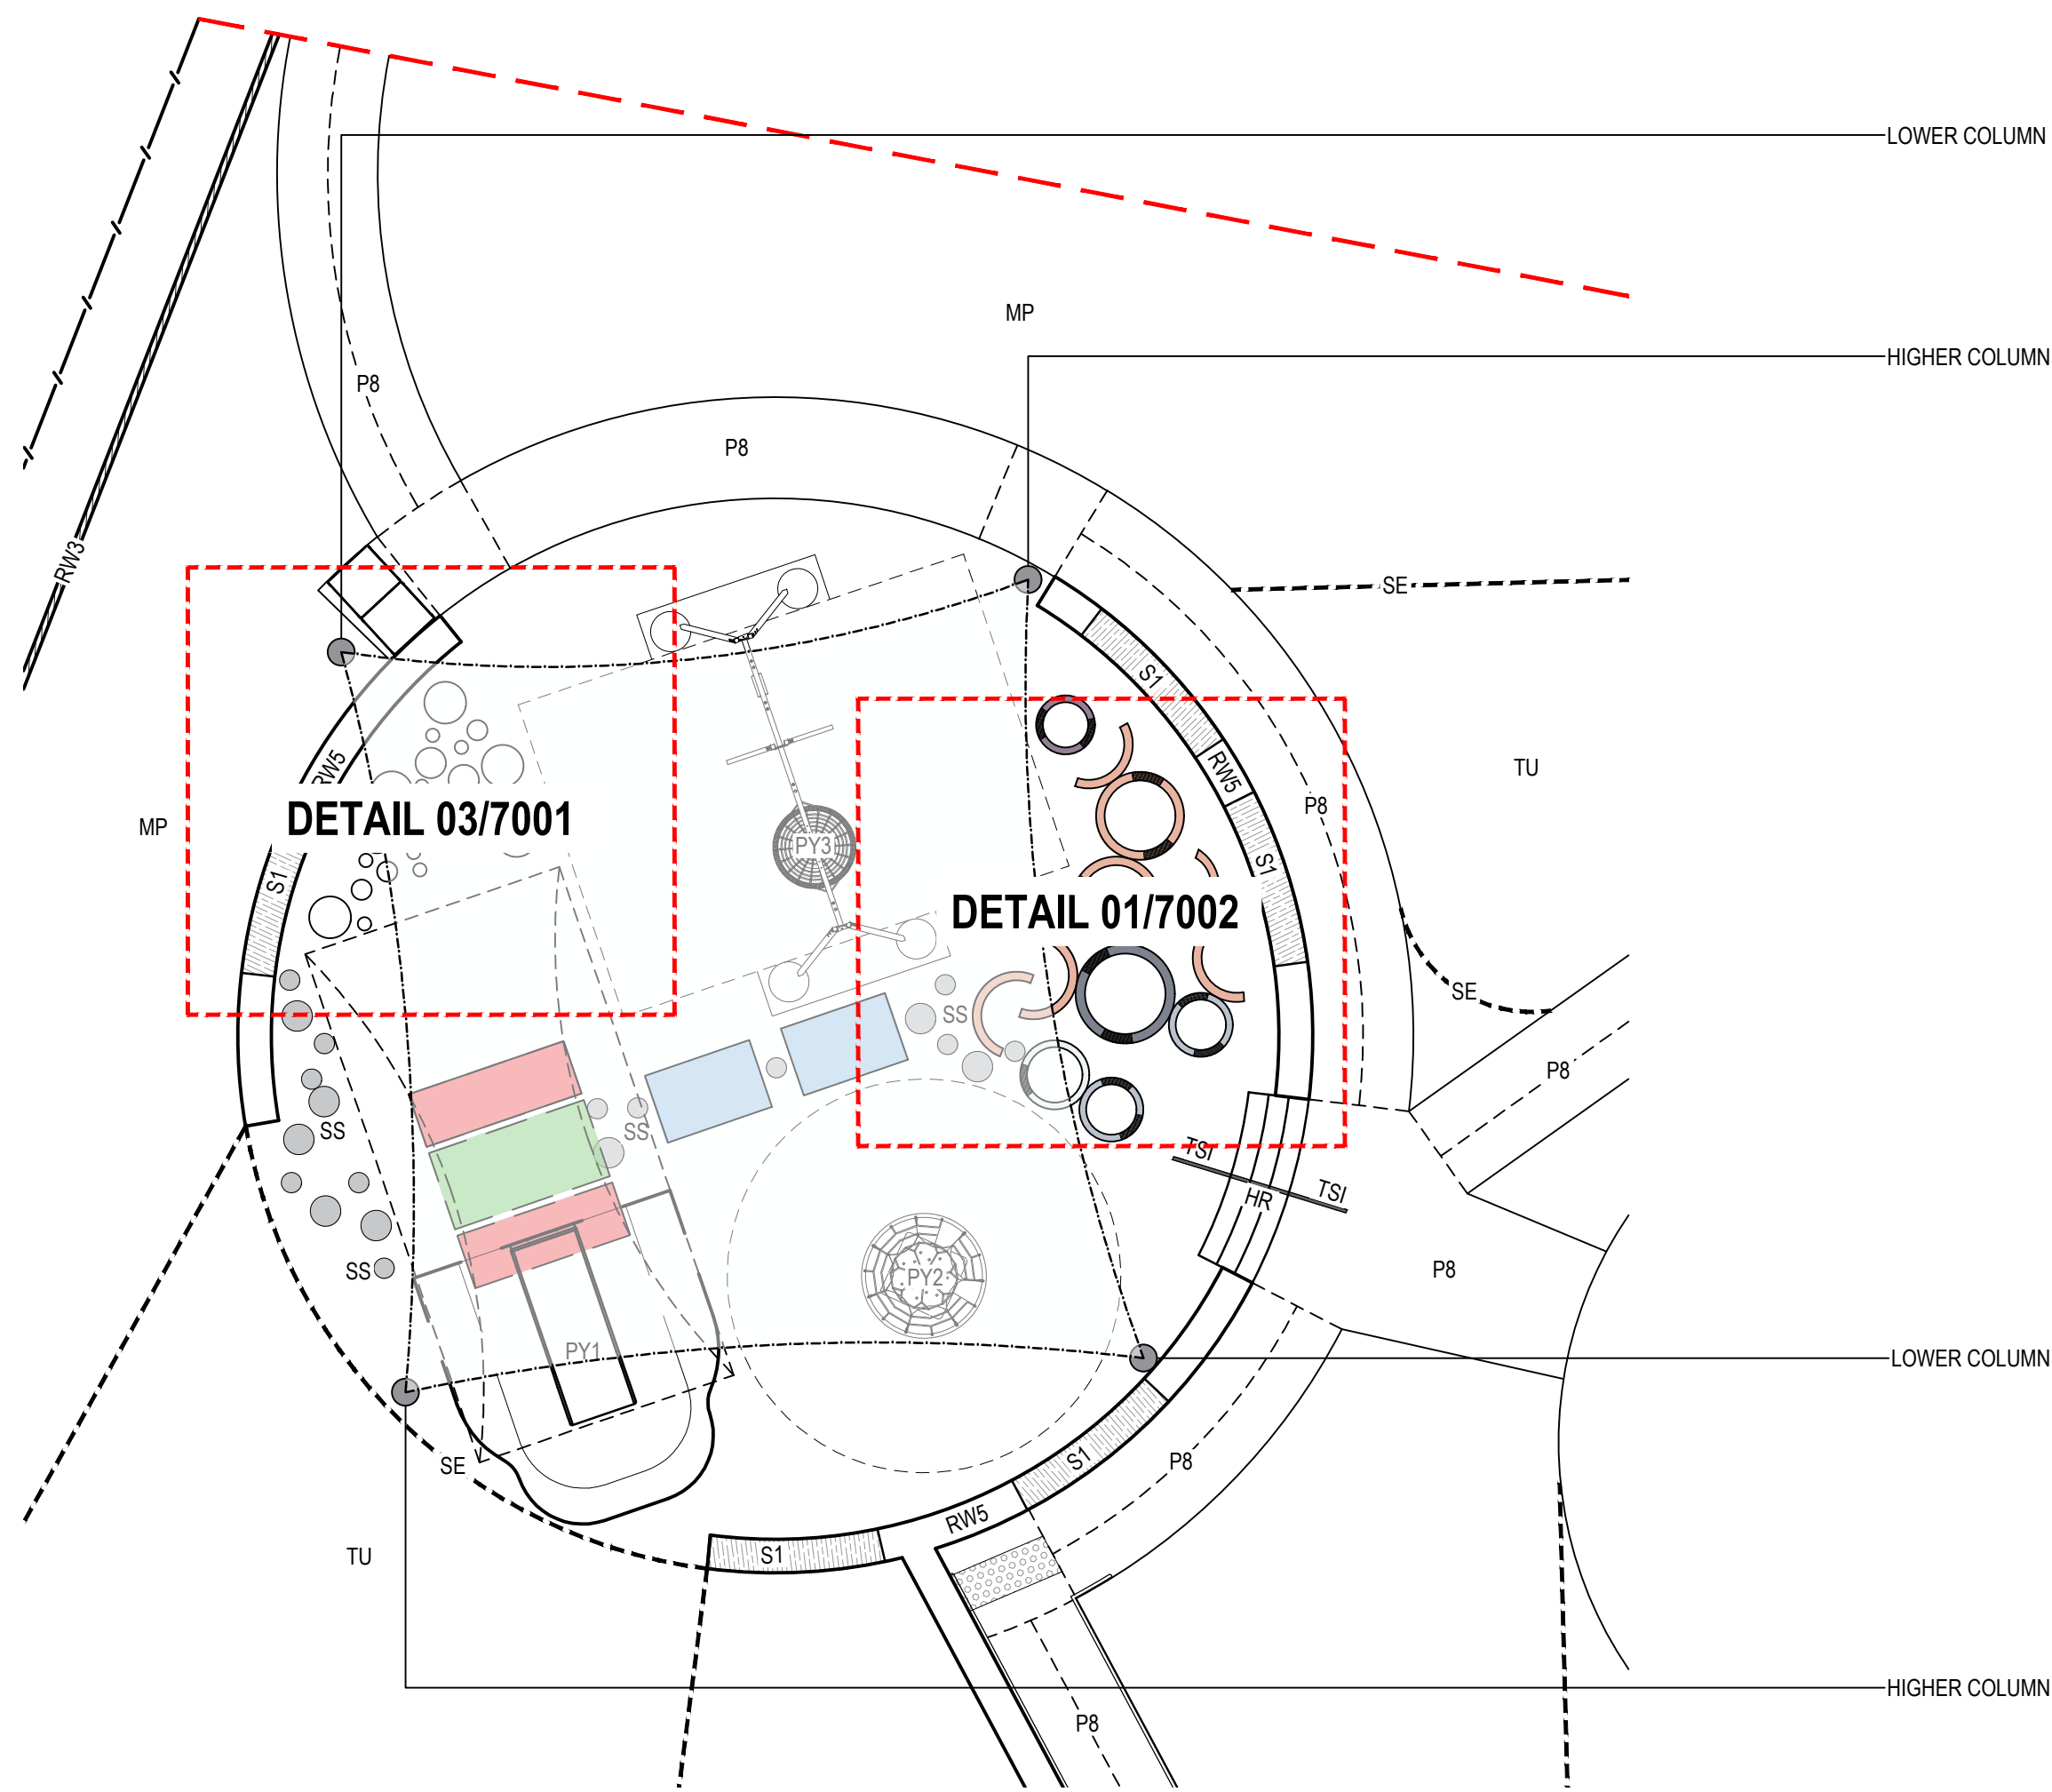 LOWER COLUMN
MP
HIGHER COLUMN
P8
P8
RW3
SE
S1
RW5
TU
RW5
P8
DETAIL 03/7001
MP
PY3
S1
S1
DETAIL 01/7002
SE
SS
P8
SS
SS
TSI
TSI
HR
SS
P8
PY2
PY1
LOWER COLUMN
SE
S1
P8
RW5
TU
S1
HIGHER COLUMN
P8